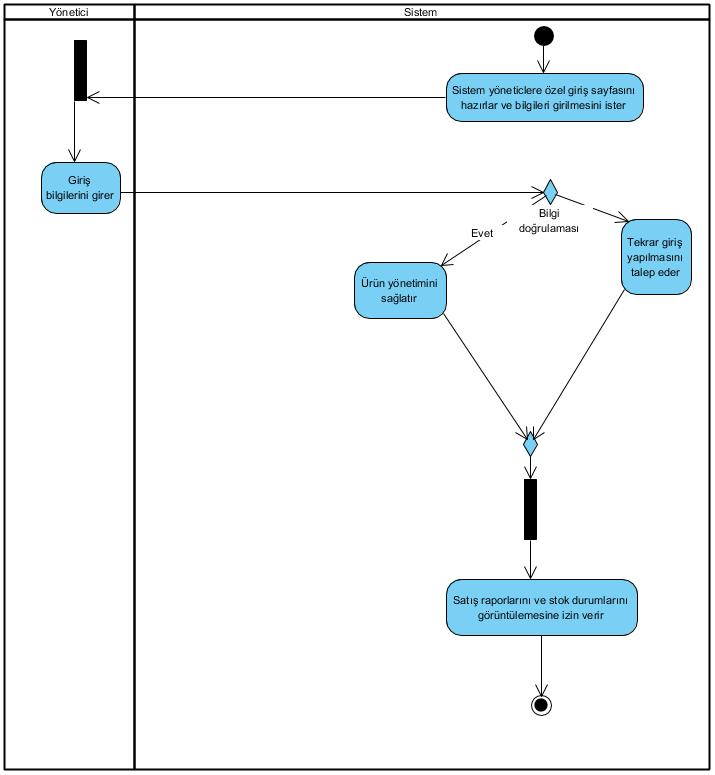 Yönetici
Sistem
Sistem yöneticlere özel giriş sayfasını
hazırlar ve bilgileri girilmesini ister
Giriş
bilgilerini girer
Bilgi
doğrulaması
Evet
Tekrar giriş
yapılmasını
talep eder
Ürün yönetimini
sağlatır
Satış raporlarını ve stok durumlarını
görüntülemesine izin verir